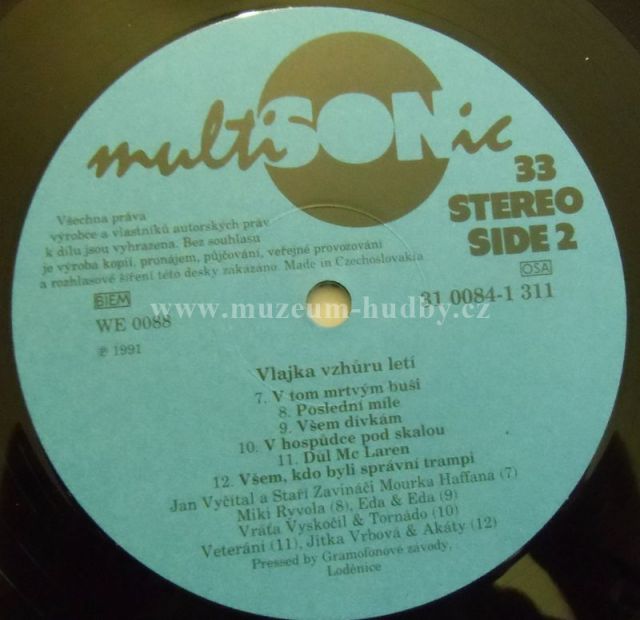 multiSONic
33
STEREO
SIDE 2
Všechna práva
výrobce a vlastníků autorských práv
k dílu jsou vyhrazena. Bez souhlasu
je výroba kopií, pronájem, půjčování, veřejné provozování
a rozhlasové šíření této desky zakázáno. Made in Czechoslovakia
BIEM
OSA
www.muzeum-hudby.cz
WE 0088
31 0084-1 311
℗ 1991
Vlajka vzhůru letí
7. V tom mrtvým buši
8. Poslední míle
9. Všem dívkám
10. V hospůdce pod skalou
11. Důl Mc Laren
12. Všem, kdo byli správní trampi
Jan Vyčítal a Staří Zavináči Mourka Haffana (7)
Miki Ryvola (8), Eda & Eda (9)
Vráťa Vyskočil & Tornádo (10)
Veteráni (11), Jitka Vrbová & Akáty (12)
Pressed by Gramofonové závody,
Loděnice